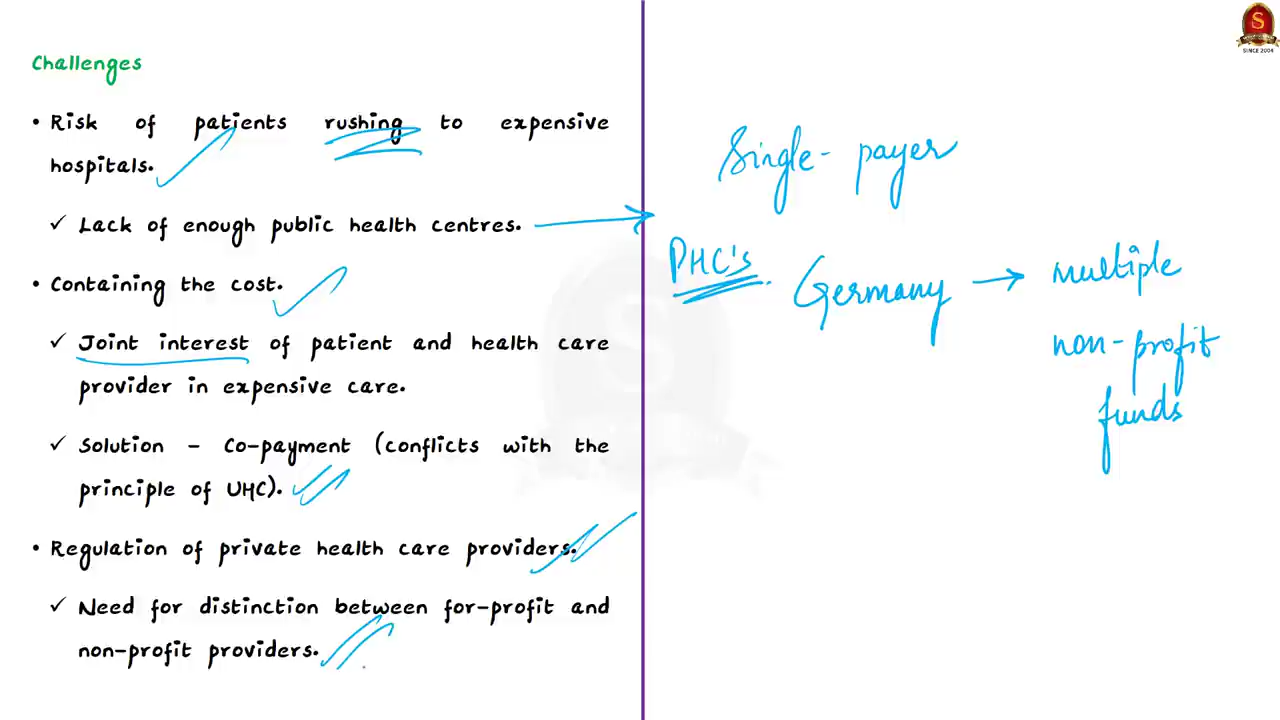 Challenges
• Risk of patients rushing to expensive
hospitals.
✓ Lack of enough public health centres.
• Containing the cost.
✓ Joint interest of patient and health care
provider in expensive care.
✓ Solution – Co-payment (conflicts with the
principle of UHC).
• Regulation of private health care providers.
✓ Need for distinction between for-profit and
non-profit providers.
Single-payer
PHC's
Germany → multiple
non-profit
funds
S
SINCE 2004